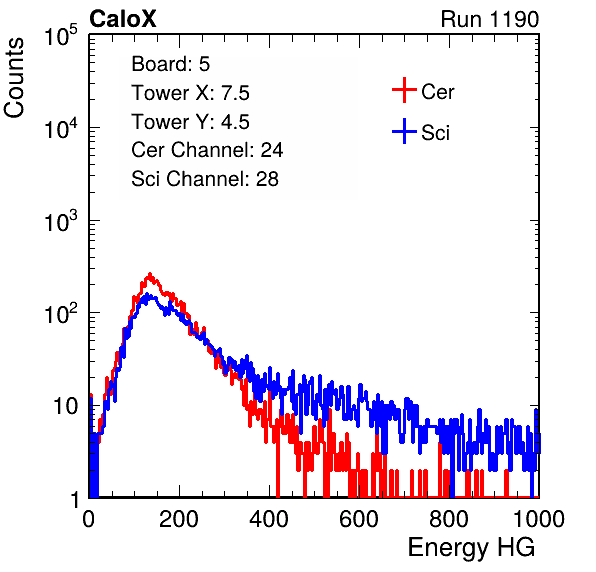 CaloX Run 1190
Counts
Board: 5
Tower X: 7.5
Tower Y: 4.5
Cer Channel: 24
Sci Channel: 28
Cer
Sci
10^5
10^4
10^3
10^2
10
1
0 200 400 600 800 1000
Energy HG